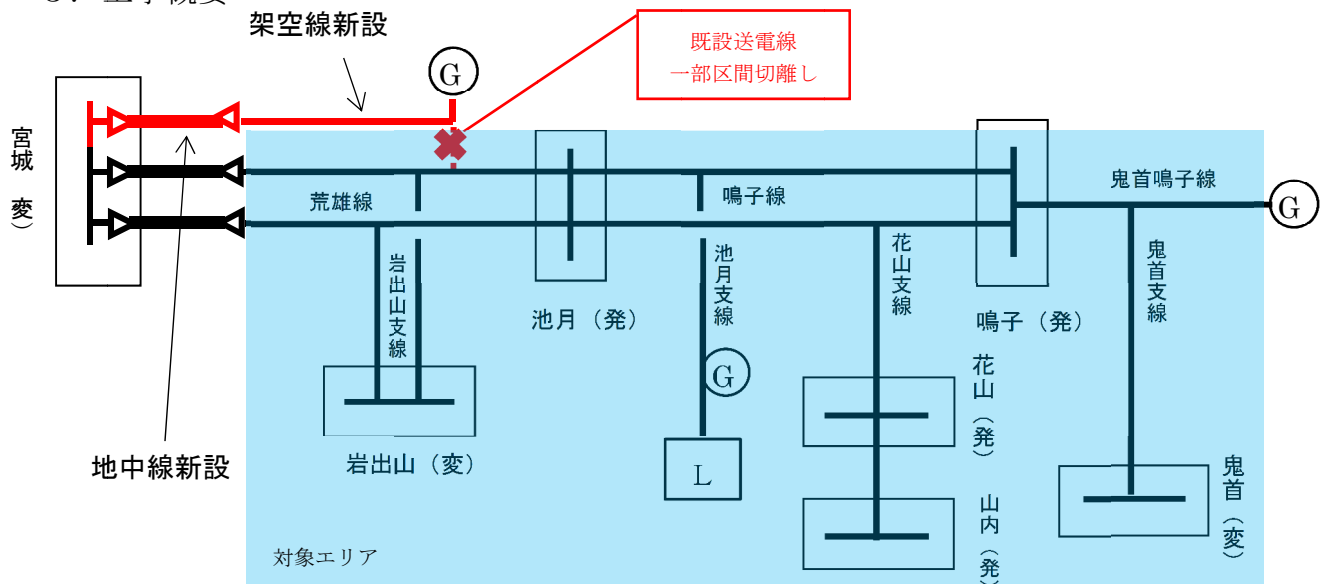 架空線新設
既設送電線
一部区間切離し
G
宮城（変）
荒雄線
鳴子線
鬼首鳴子線
G
岩出山支線
池月（発）
池月支線
花山支線
鳴子（発）
鬼首支線
G
花山（発）
地中線新設
岩出山（変）
L
鬼首（変）
山内（発）
対象エリア